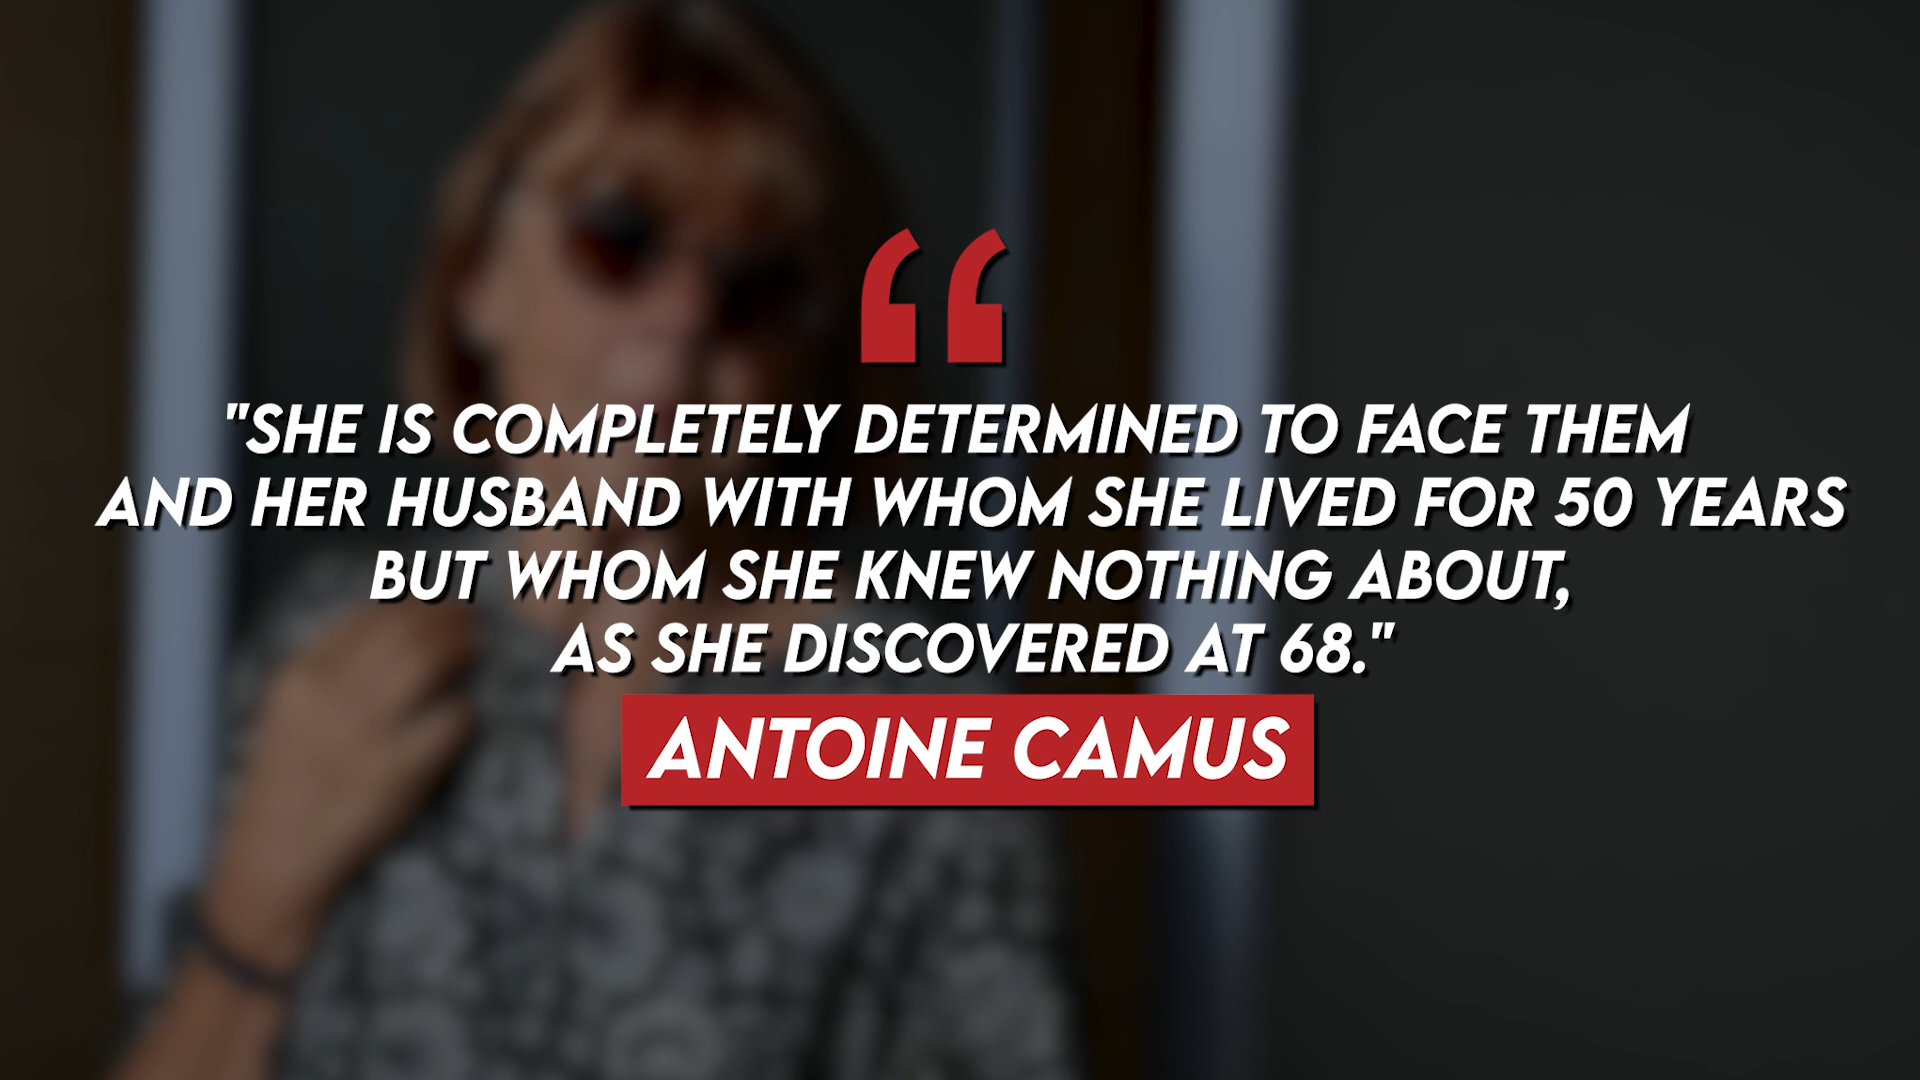 "SHE IS COMPLETELY DETERMINED TO FACE THEM
AND HER HUSBAND WITH WHOM SHE LIVED FOR 50 YEARS
BUT WHOM SHE KNEW NOTHING ABOUT,
AS SHE DISCOVERED AT 68."
ANTOINE CAMUS